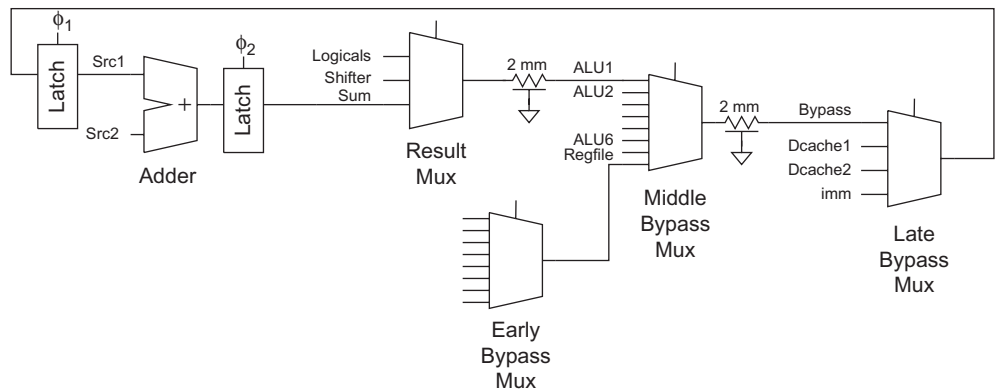 ϕ1
Latch
Src1
Src2
+
Adder
ϕ2
Latch
Logicals
Shifter
Sum
Result
Mux
2 mm
ALU1
ALU2
ALU6
Regfile
Middle
Bypass
Mux
Early
Bypass
Mux
2 mm
Bypass
Dcache1
Dcache2
imm
Late
Bypass
Mux